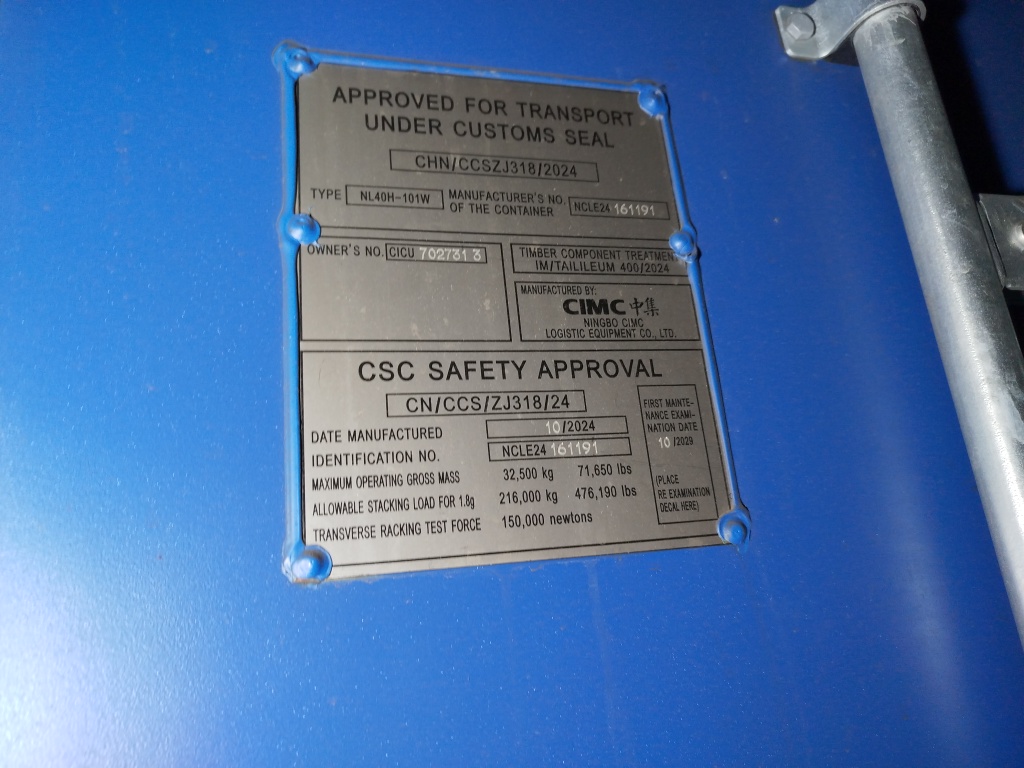 APPROVED FOR TRANSPORT
UNDER CUSTOMS SEAL
CHN/CCSZJ318/2024
TYPE NL40H-101W MANUFACTURER'S NO. OF THE CONTAINER NCLE24 161191
OWNER'S NO. CICU 702731 3
TIMBER COMPONENT TREATMENT
IM/TAILILEUM 400/2024
MANUFACTURED BY:
CIMC 中集
NINGBO CIMC
LOGISTIC EQUIPMENT CO., LTD.
CSC SAFETY APPROVAL
CN/CCS/ZJ318/24
DATE MANUFACTURED 10/2024
IDENTIFICATION NO. NCLE24 161191
MAXIMUM OPERATING GROSS MASS 32,500 kg 71,650 lbs
ALLOWABLE STACKING LOAD FOR 1.8g 216,000 kg 476,190 lbs
TRANSVERSE RACKING TEST FORCE 150,000 newtons
FIRST MAINTE-
NANCE EXAMI-
NATION DATE
10 /2029
(PLACE
RE EXAMINATION
DECAL HERE)